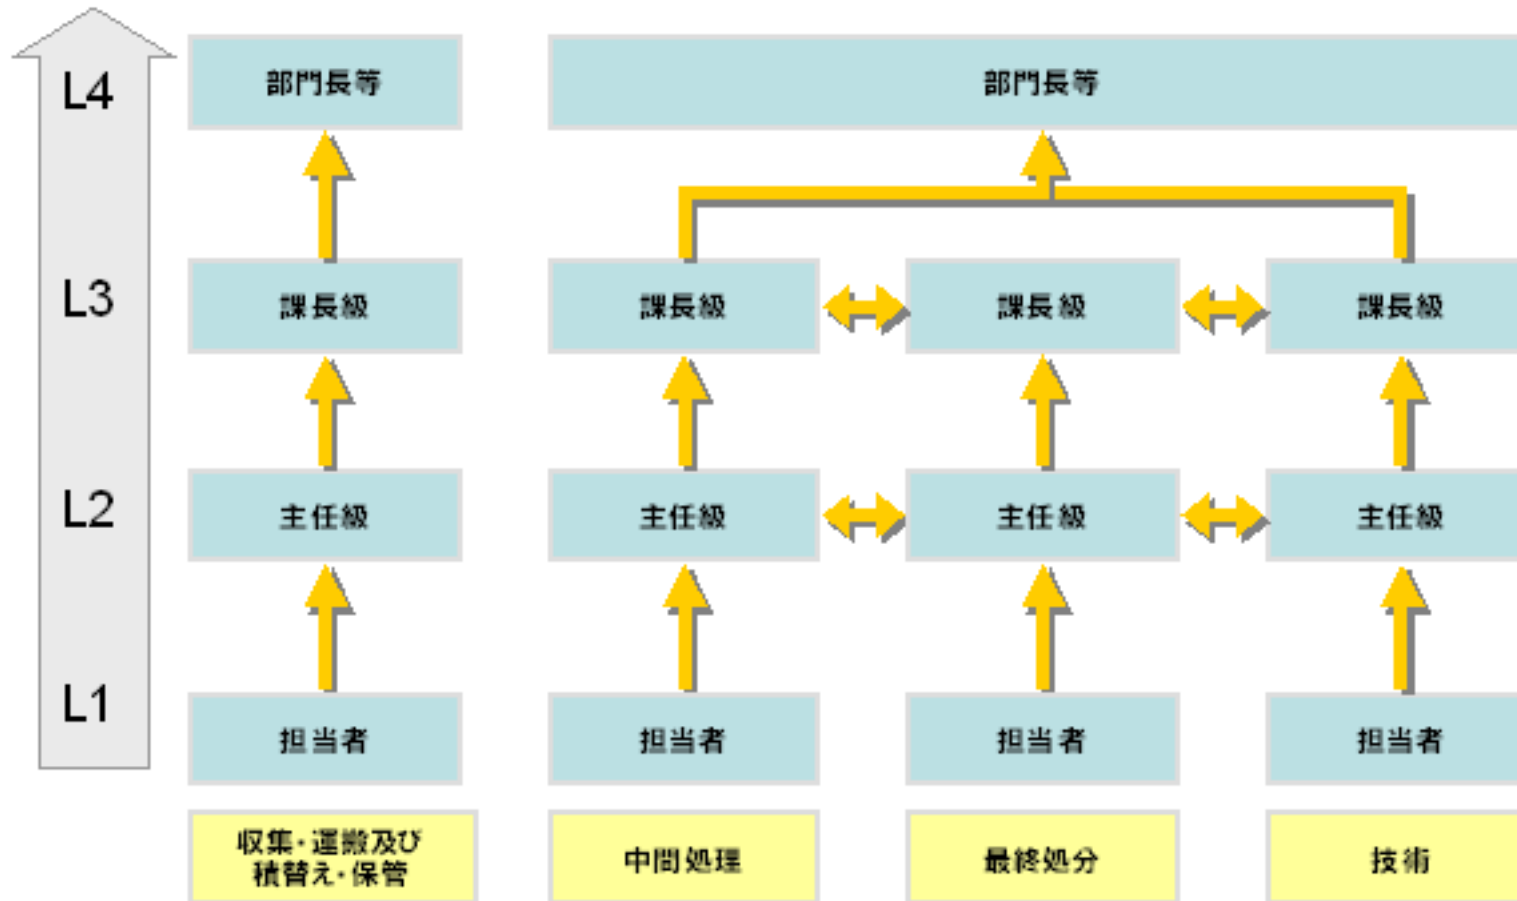 L4
部門長等
部門長等
L3
課長級
課長級
課長級
課長級
L2
主任級
主任級
主任級
主任級
L1
担当者
担当者
担当者
担当者
収集・運搬及び
積替え・保管
中間処理
最終処分
技術